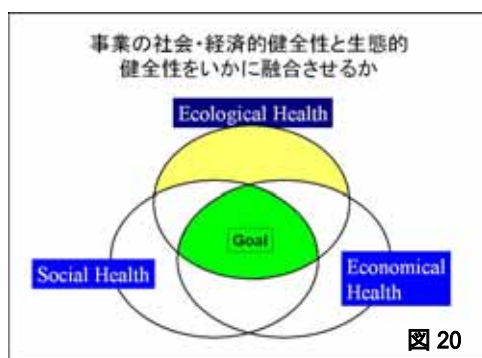 事業の社会・経済的健全性と生態的
健全性をいかに融合させるか
Ecological Health
Goal
Social Health
Economical
Health
図 20